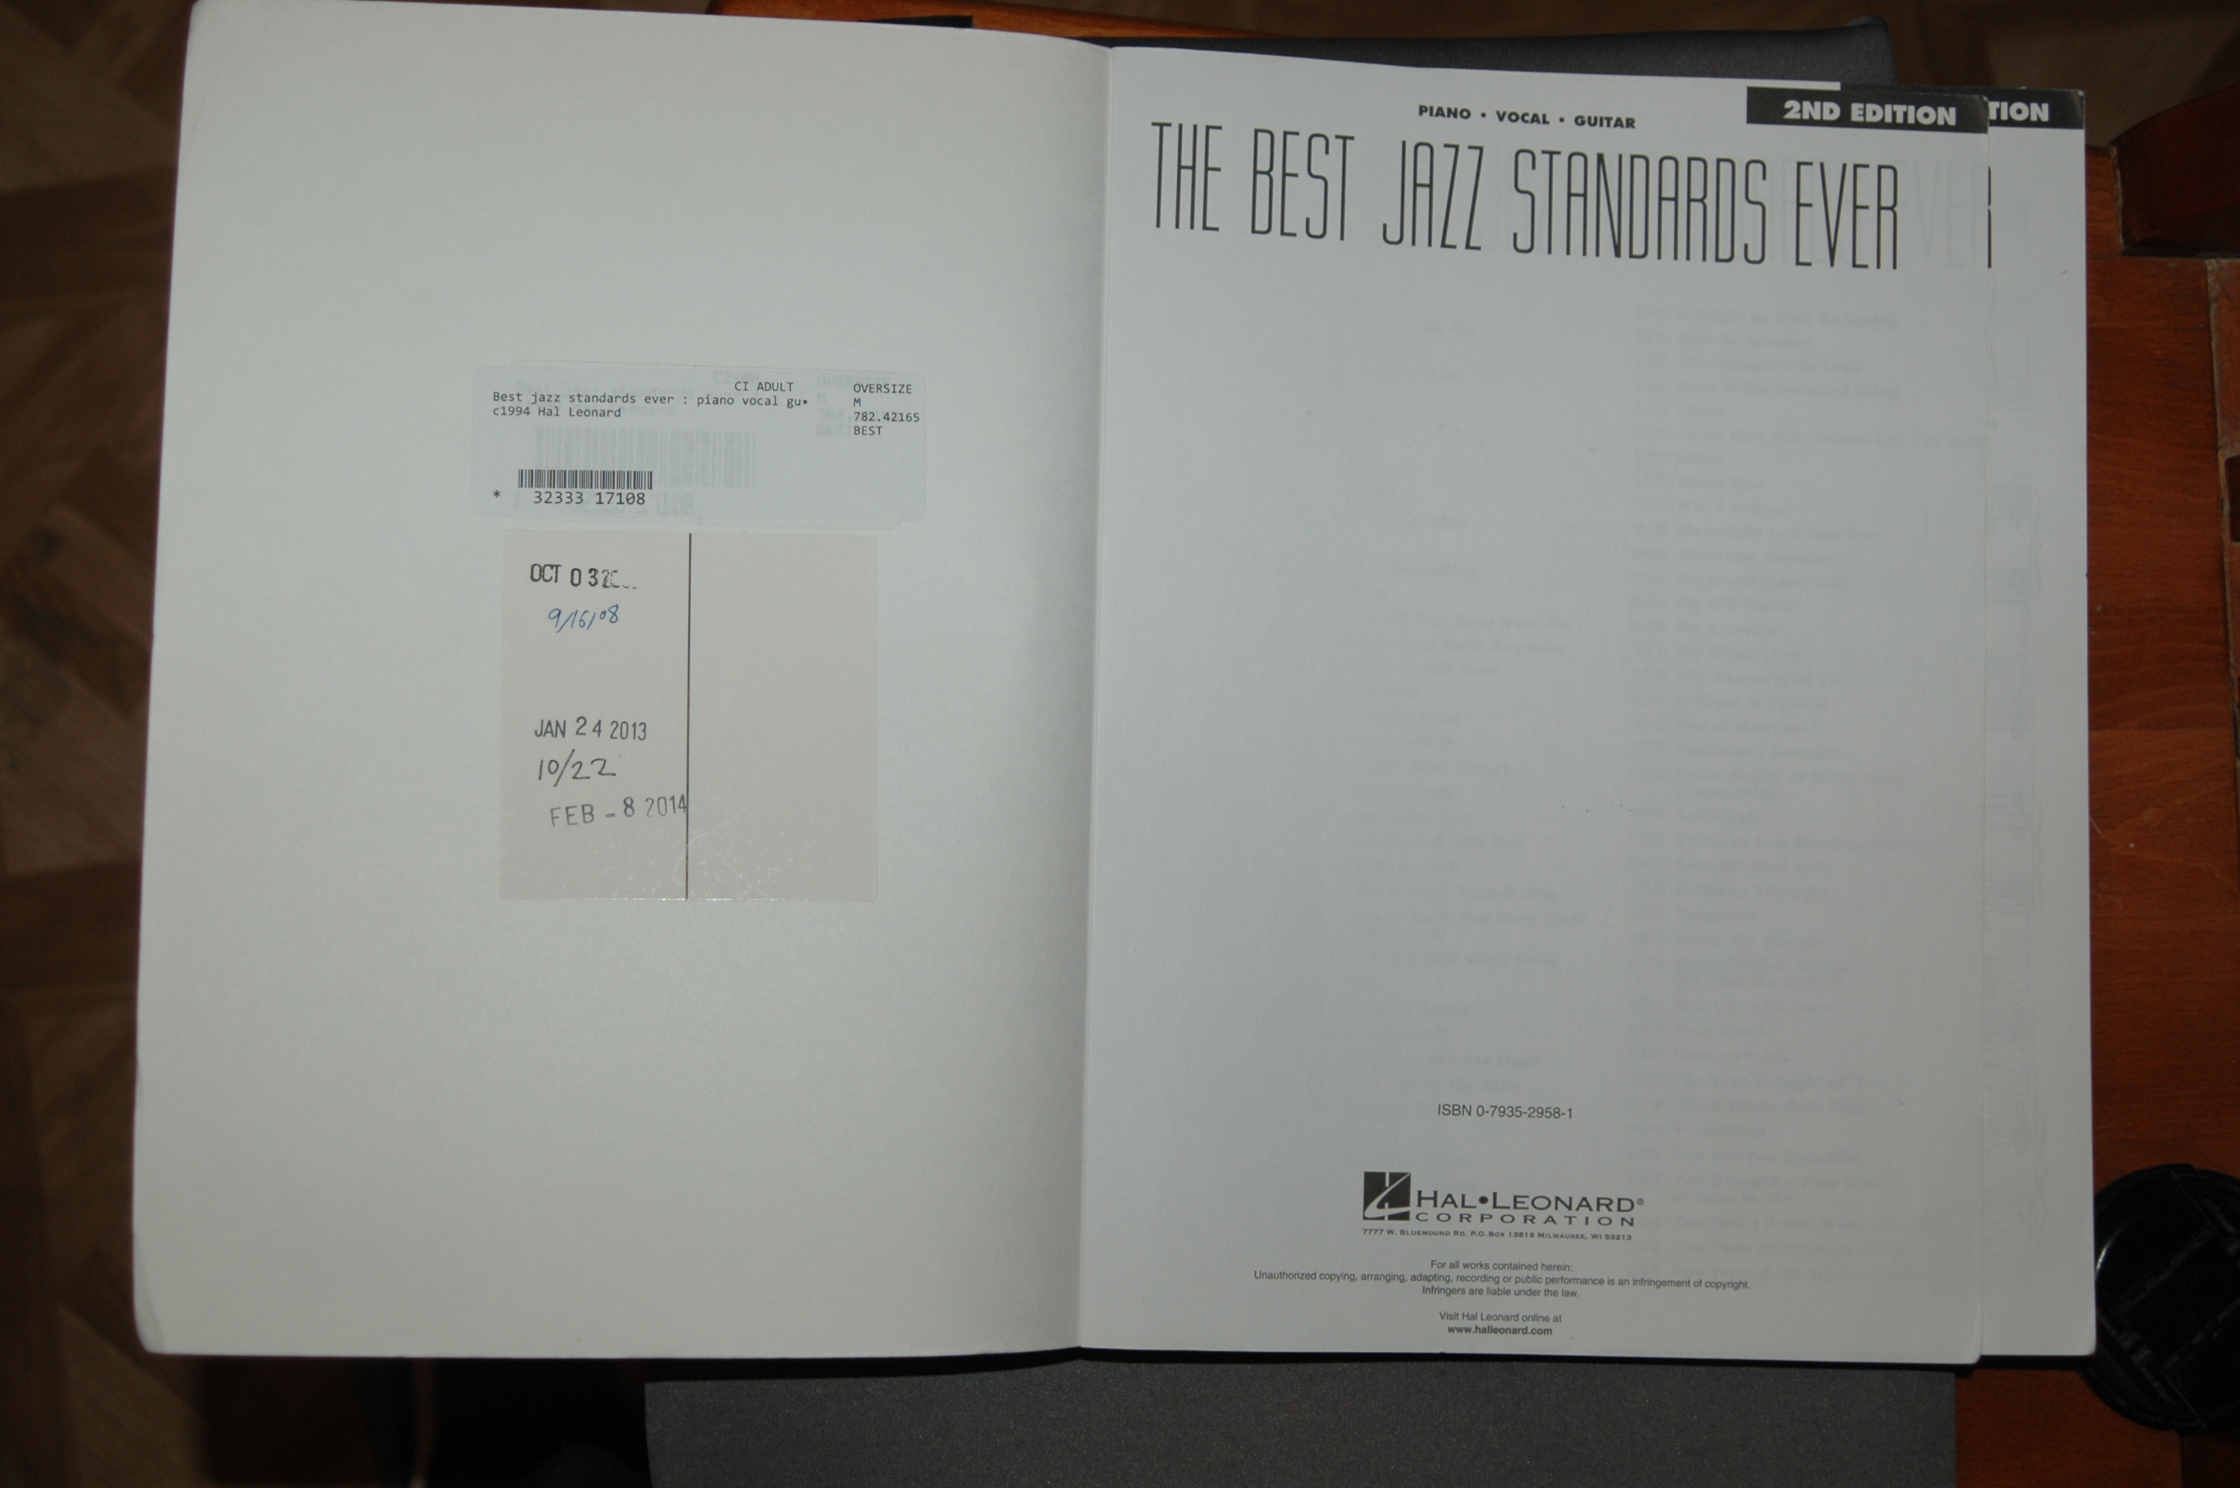 CI ADULT
Best jazz standards ever : piano vocal gu•
c1994 Hal Leonard
OVERSIZE
M
782.42165
BEST
* 32333 17108
OCT 03
9/16/08
JAN 24 2013
10/22
FEB - 8 2014
2ND EDITION
TION
PIANO • VOCAL • GUITAR
THE BEST JAZZ STANDARDS EVER
ISBN 0-7935-2958-1
HAL•LEONARD®
CORPORATION
7777 W. BLUEMOUND RD. P.O. BOX 13819 MILWAUKEE, WI 53213
For all works contained herein:
Unauthorized copying, arranging, adapting, recording or public performance is an infringement of copyright.
Infringers are liable under the law.
Visit Hal Leonard online at
www.halleonard.com